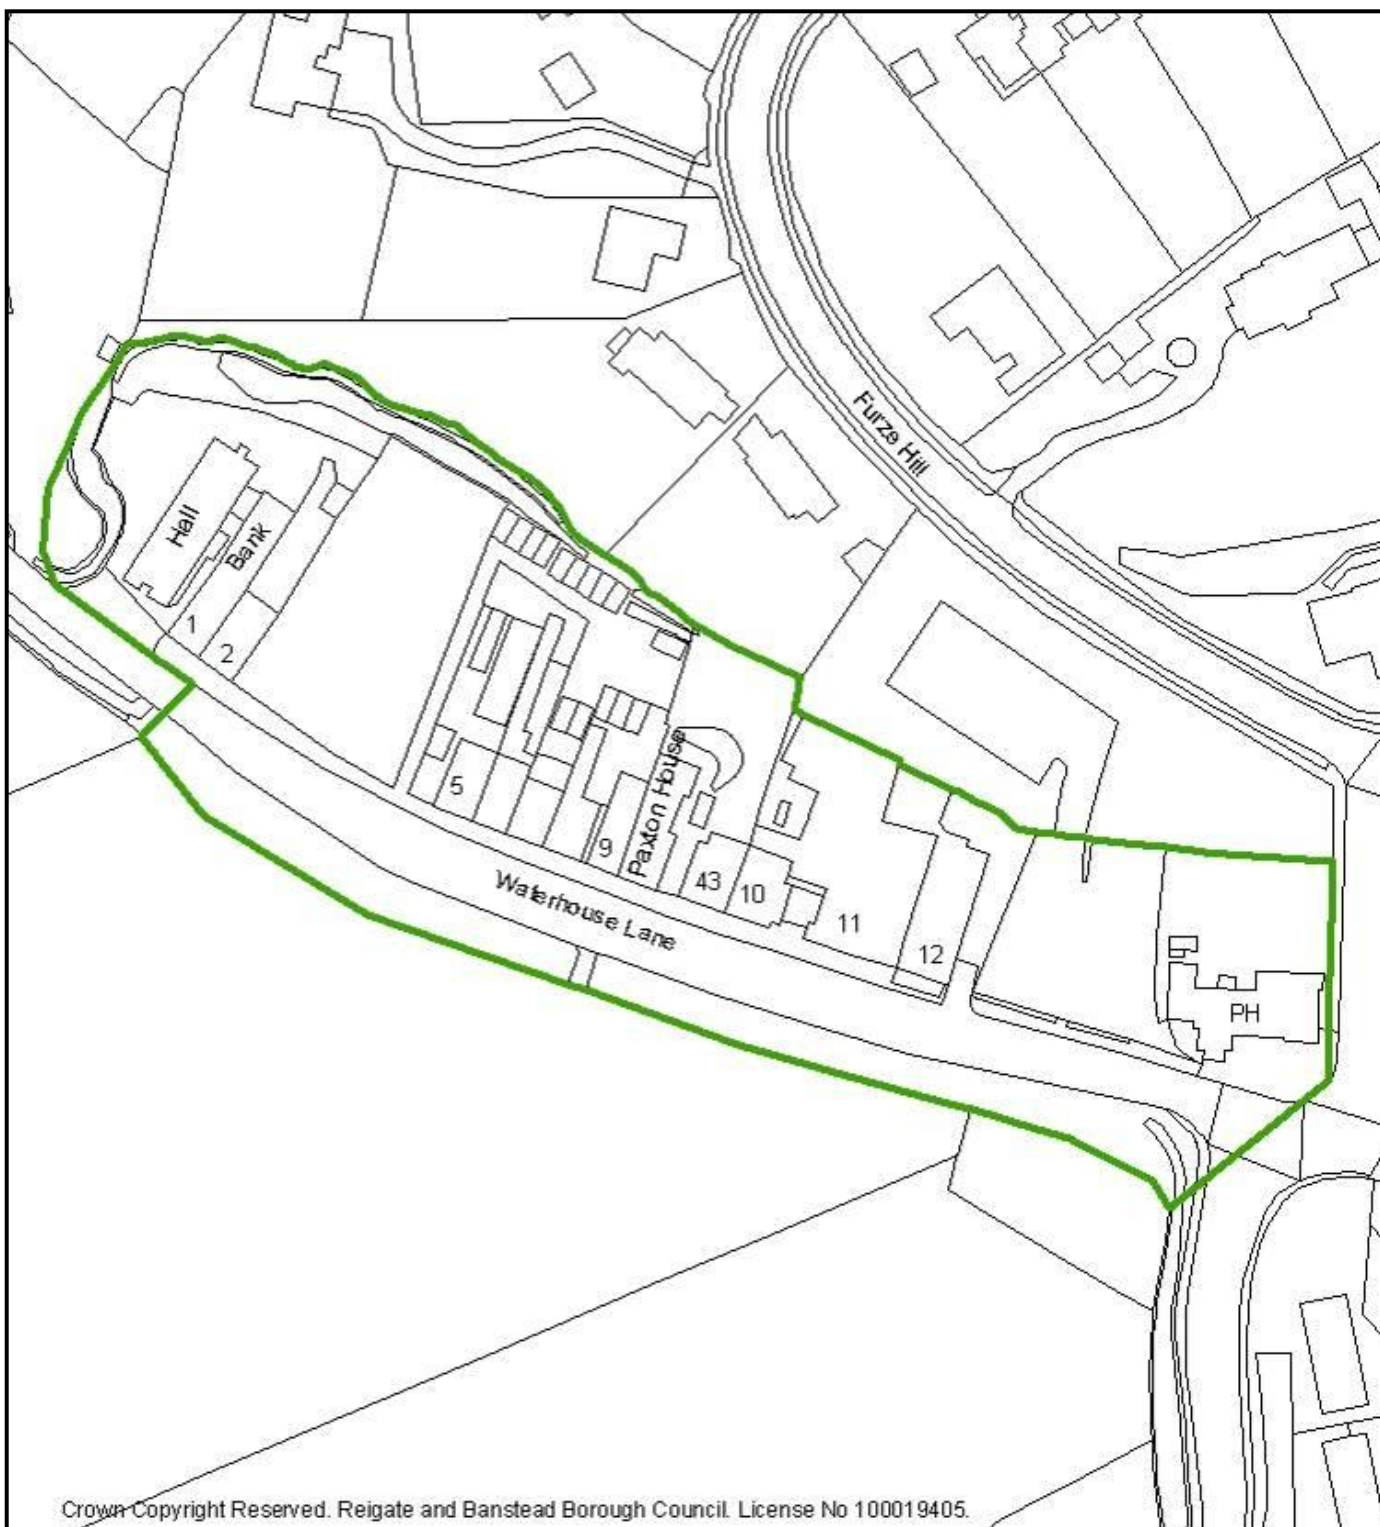 Furze Hill
Hall
Bank
1
2
5
Paxton House
9
43
10
11
12
Waterhouse Lane
PH
Crown Copyright Reserved. Reigate and Banstead Borough Council. License No 100019405.